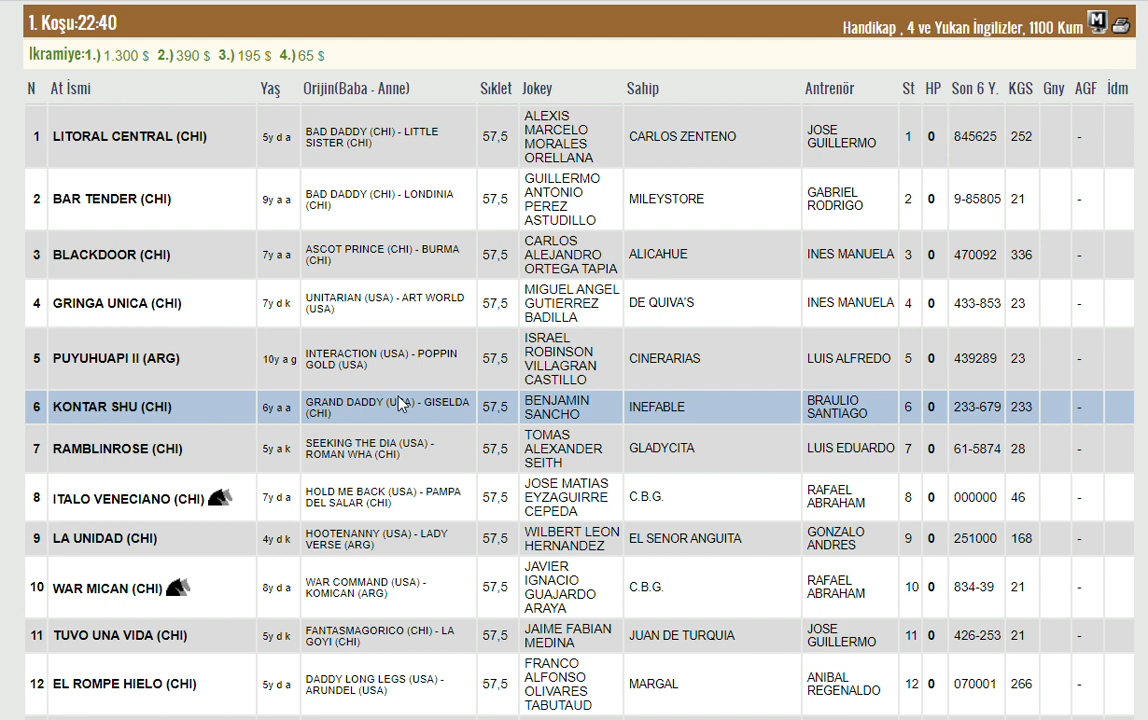 1. Koşu:22:40
Handikap , 4 ve Yukarı İngilizler, 1100 Kum
M
İkramiye:1.) 1.300 $ 2.) 390 $ 3.) 195 $ 4.) 65 $
N At İsmi Yaş Orijin(Baba - Anne) Sıklet Jokey Sahip Antrenör St HP Son 6 Y. KGS Gny AGF İdm
1 LITORAL CENTRAL (CHI) 5y d a BAD DADDY (CHI) - LITTLE
SISTER (CHI) 57,5 ALEXIS
MARCELO
MORALES
ORELLANA CARLOS ZENTENO JOSE
GUILLERMO 1 0 845625 252 -
2 BAR TENDER (CHI) 9y a a BAD DADDY (CHI) - LONDINIA
(CHI) 57,5 GUILLERMO
ANTONIO
PEREZ
ASTUDILLO MILEYSTORE GABRIEL
RODRIGO 2 0 9-85805 21 -
3 BLACKDOOR (CHI) 7y a a ASCOT PRINCE (CHI) - BURMA
(CHI) 57,5 CARLOS
ALEJANDRO
ORTEGA TAPIA ALICAHUE INES MANUELA 3 0 470092 336 -
4 GRINGA UNICA (CHI) 7y d k UNITARIAN (USA) - ART WORLD
(USA) 57,5 MIGUEL ANGEL
GUTIERREZ
BADILLA DE QUIVA'S INES MANUELA 4 0 433-853 23 -
5 PUYUHUAPI II (ARG) 10y a g INTERACTION (USA) - POPPIN
GOLD (USA) 57,5 ISRAEL
ROBINSON
VILLAGRAN
CASTILLO CINERARIAS LUIS ALFREDO 5 0 439289 23 -
6 KONTAR SHU (CHI) 6y a a GRAND DADDY (USA) - GISELDA
(CHI) 57,5 BENJAMIN
SANCHO INEFABLE BRAULIO
SANTIAGO 6 0 233-679 233 -
7 RAMBLINROSE (CHI) 5y a k SEEKING THE DIA (USA) -
ROMAN WHA (CHI) 57,5 TOMAS
ALEXANDER
SEITH GLADYCITA LUIS EDUARDO 7 0 61-5874 28 -
8 ITALO VENECIANO (CHI) 7y d a HOLD ME BACK (USA) - PAMPA
DEL SALAR (CHI) 57,5 JOSE MATIAS
EYZAGUIRRE
CEPEDA C.B.G. RAFAEL
ABRAHAM 8 0 000000 46 -
9 LA UNIDAD (CHI) 4y d k HOOTENANNY (USA) - LADY
VERSE (ARG) 57,5 WILBERT LEON
HERNANDEZ EL SENOR ANGUITA GONZALO
ANDRES 9 0 251000 168 -
10 WAR MICAN (CHI) 8y d a WAR COMMAND (USA) -
KOMICAN (ARG) 57,5 JAVIER
IGNACIO
GUAJARDO
ARAYA C.B.G. RAFAEL
ABRAHAM 10 0 834-39 21 -
11 TUVO UNA VIDA (CHI) 5y d k FANTASMAGORICO (CHI) - LA
GOYI (CHI) 57,5 JAIME FABIAN
MEDINA JUAN DE TURQUIA JOSE
GUILLERMO 11 0 426-253 21 -
12 EL ROMPE HIELO (CHI) 5y d a DADDY LONG LEGS (USA) -
ARUNDEL (USA) 57,5 FRANCO
ALFONSO
OLIVARES
TABUTAUD MARGAL ANIBAL
REGENALDO 12 0 070001 266 -